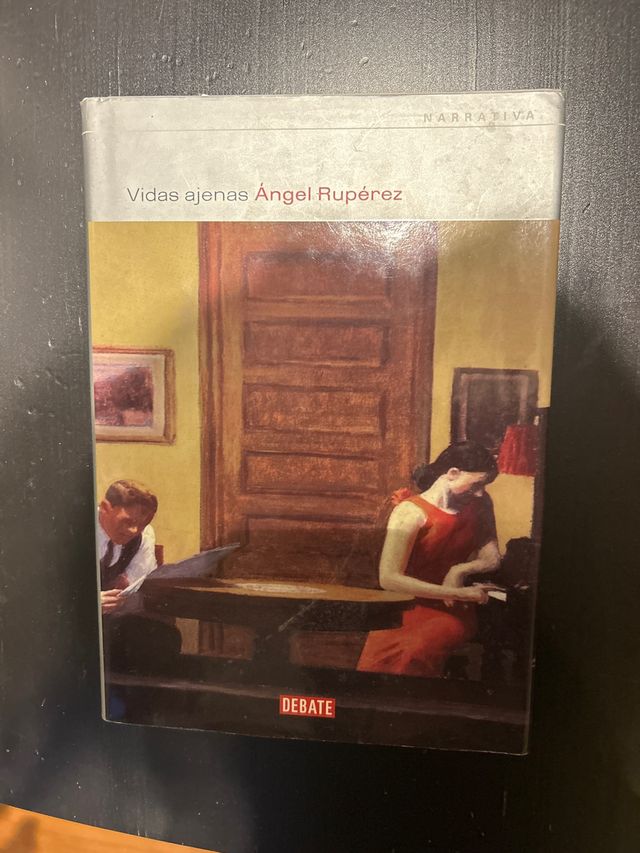 NARRATIVA
Vidas ajenas Ángel Rupérez
DEBATE